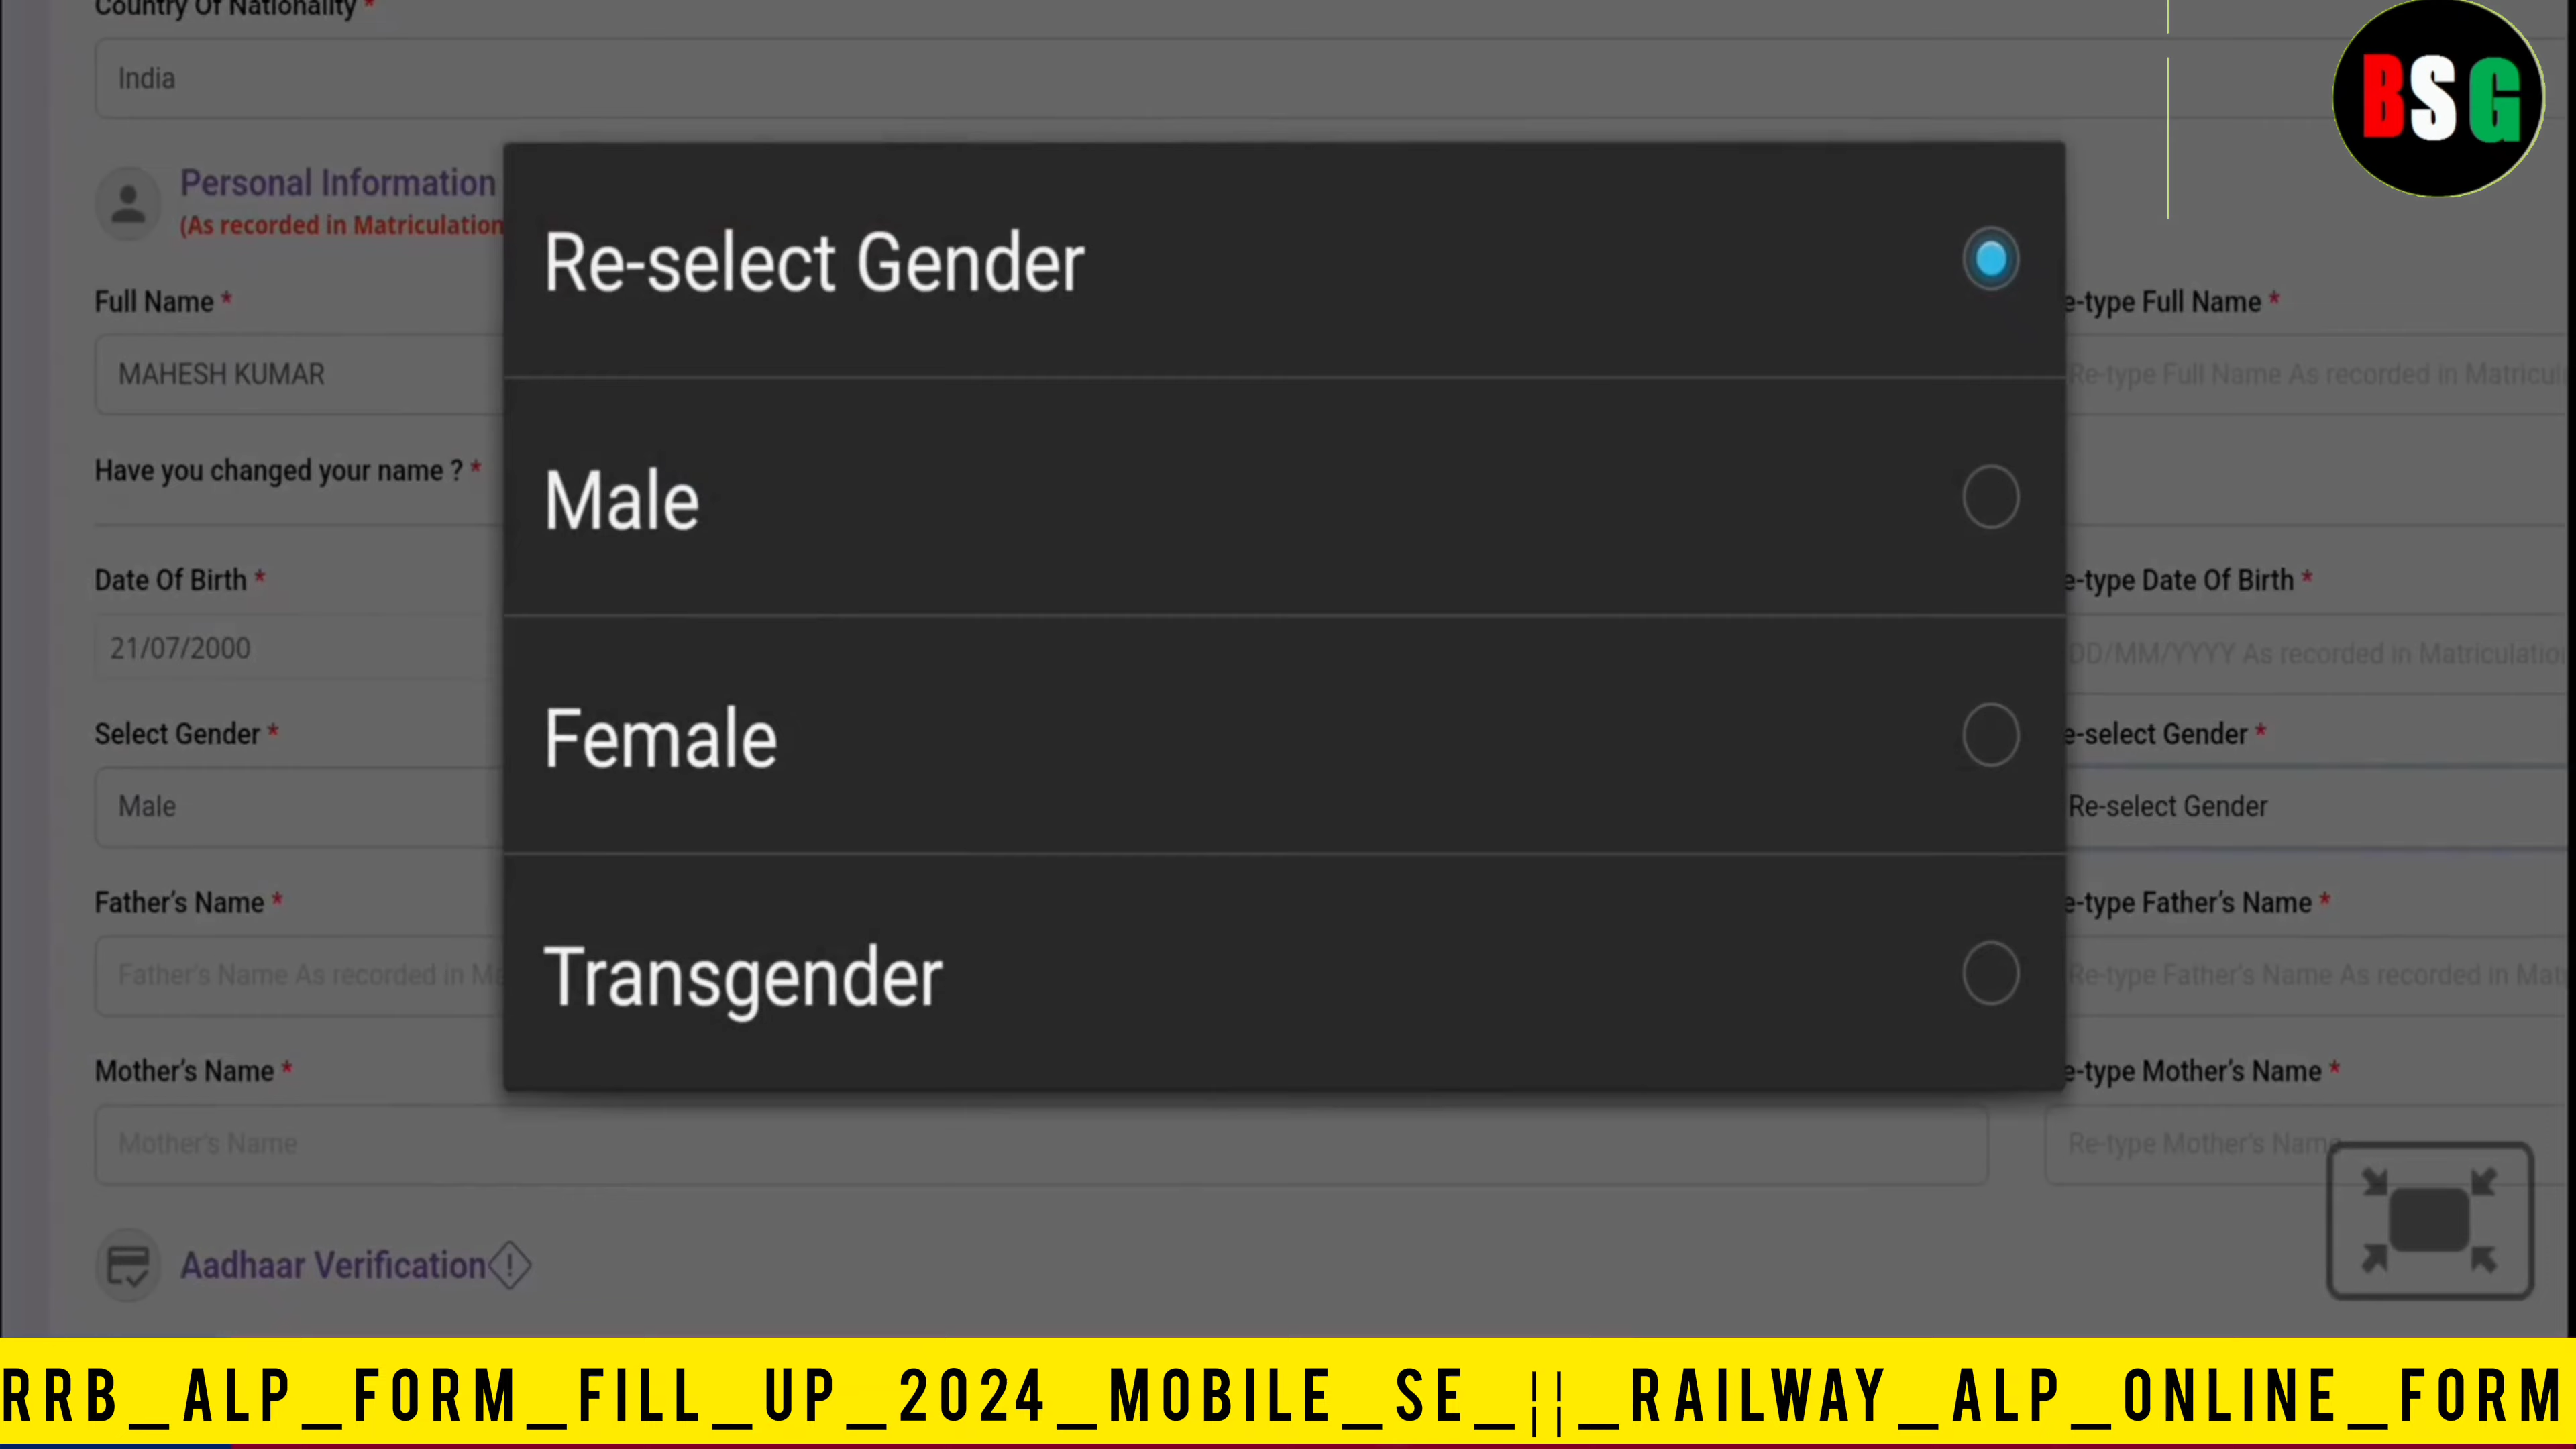 Country Of Nationality *
India
BSG
Personal Information
(As recorded in Matriculation
Re-select Gender
Male
Female
Transgender
Full Name *
e-type Full Name *
MAHESH KUMAR
Re-type Full Name As recorded in Matricul
Have you changed your name ? *
Date Of Birth *
e-type Date Of Birth *
21/07/2000
DD/MM/YYYY As recorded in Matriculatio
Select Gender *
e-select Gender *
Male
Re-select Gender
Father's Name *
e-type Father's Name *
Father's Name As recorded in Ma
Re-type Father's Name As recorded in Mat
Mother's Name *
e-type Mother's Name *
Mother's Name
Re-type Mother's Name
Aadhaar Verification
RRB_ALP_FORM_FILL_UP_2024_MOBILE_SE_¦¦_RAILWAY_ALP_ONLINE_FORM